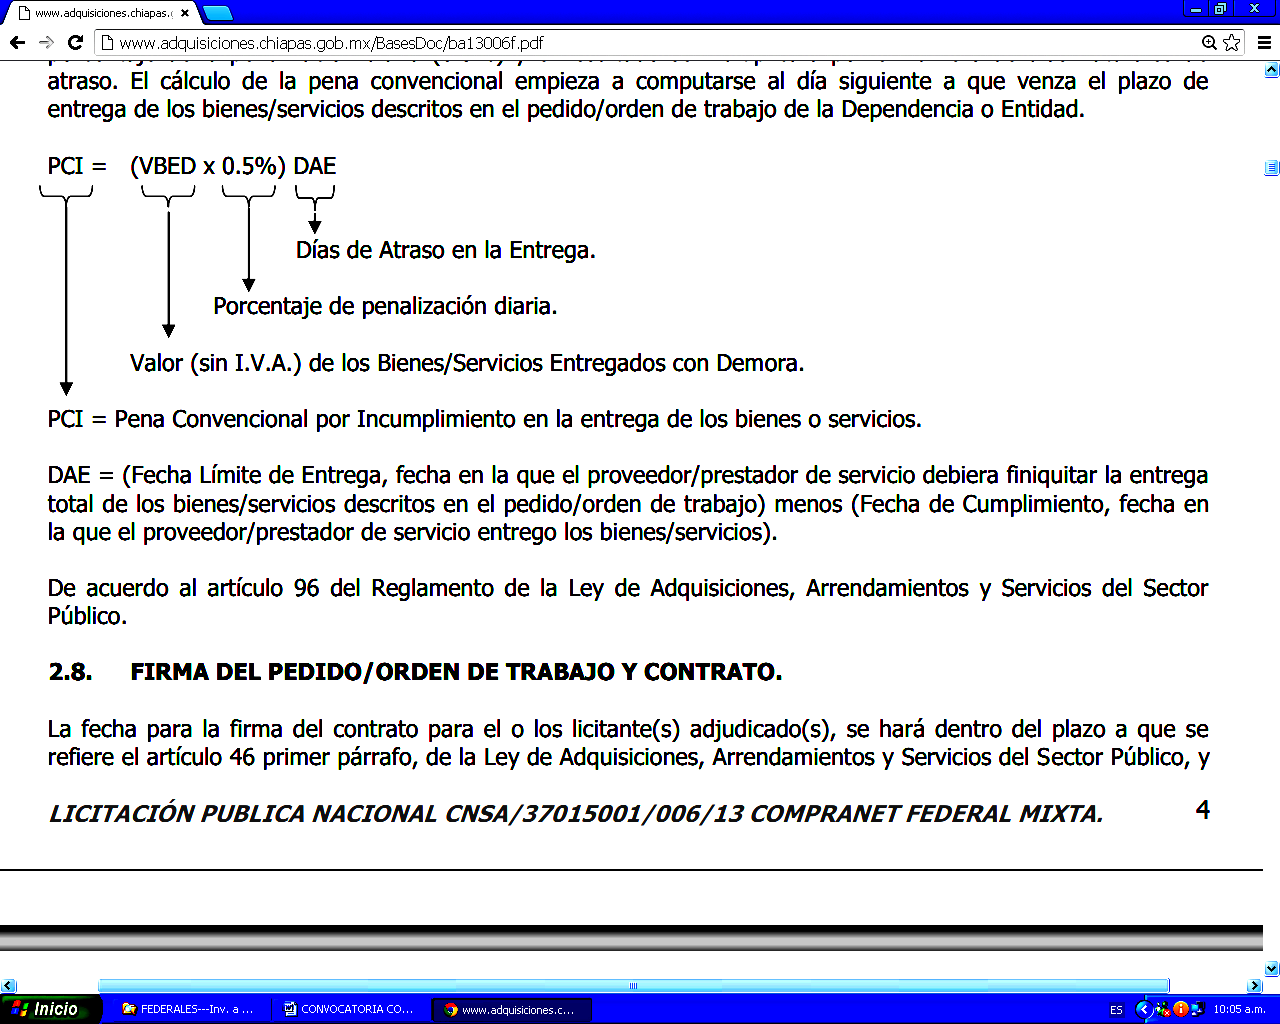 www.adquisiciones.chiapas.g
www.adquisiciones.chiapas.gob.mx/BasesDoc/ba13006f.pdf
atraso. El cálculo de la pena convencional empieza a computarse al día siguiente a que venza el plazo de
entrega de los bienes/servicios descritos en el pedido/orden de trabajo de la Dependencia o Entidad.
PCI = (VBED x 0.5%) DAE
Días de Atraso en la Entrega.
Porcentaje de penalización diaria.
Valor (sin I.V.A.) de los Bienes/Servicios Entregados con Demora.
PCI = Pena Convencional por Incumplimiento en la entrega de los bienes o servicios.
DAE = (Fecha Límite de Entrega, fecha en la que el proveedor/prestador de servicio debiera finiquitar la entrega
total de los bienes/servicios descritos en el pedido/orden de trabajo) menos (Fecha de Cumplimiento, fecha en
la que el proveedor/prestador de servicio entrego los bienes/servicios).
De acuerdo al artículo 96 del Reglamento de la Ley de Adquisiciones, Arrendamientos y Servicios del Sector
Público.
2.8. FIRMA DEL PEDIDO/ORDEN DE TRABAJO Y CONTRATO.
La fecha para la firma del contrato para el o los licitante(s) adjudicado(s), se hará dentro del plazo a que se
refiere el artículo 46 primer párrafo, de la Ley de Adquisiciones, Arrendamientos y Servicios del Sector Público, y
LICITACIÓN PUBLICA NACIONAL CNSA/37015001/006/13 COMPRANET FEDERAL MIXTA. 4
Inicio FEDERALES---Inv. a ... CONVOCATORIA CO... www.adquisiciones.c... ES 10:05 a.m.